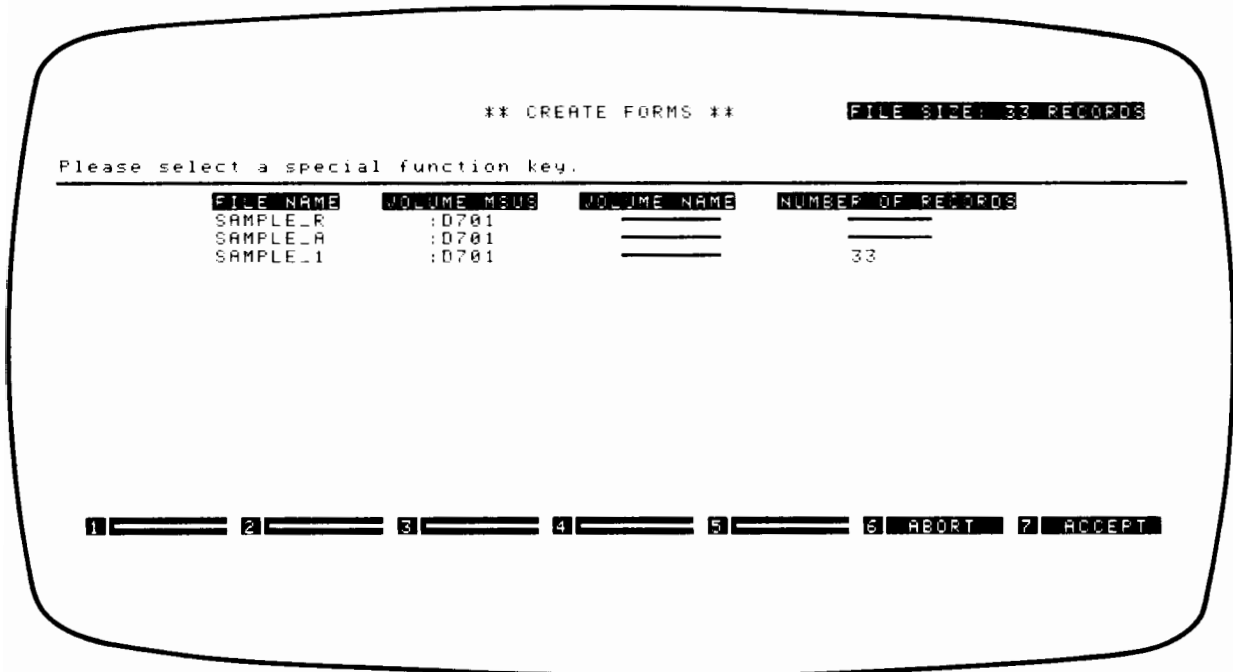 ** CREATE FORMS ** FILE SIZE: 33 RECORDS
Please select a special function key.
FILE NAME VOLUME MSUS VOLUME NAME NUMBER OF RECORDS
SAMPLE_R :D701
SAMPLE_A :D701
SAMPLE_1 :D701 33
1 2 3 4 5 6 ABORT 7 ACCEPT